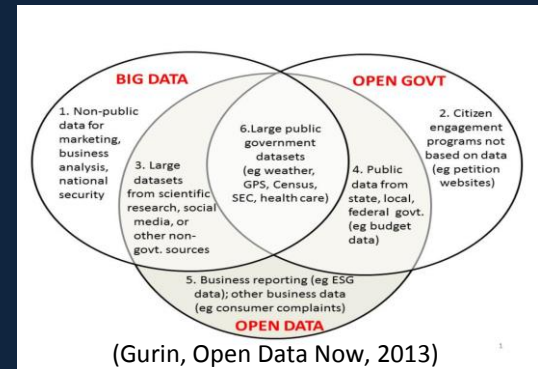 BIG DATA
OPEN GOVT
1. Non-public
data for
marketing,
business
analysis,
national
security
2. Citizen
engagement
programs not
based on data
(eg petition
websites)
3. Large
datasets
from scientific
research, social
media, or
other non-
govt. sources
6.Large public
government
datasets
(eg weather,
GPS, Census,
SEC, health care)
4. Public
data from
state, local,
federal govt.
(eg budget
data)
5. Business reporting (eg ESG
data); other business data
(eg consumer complaints)
OPEN DATA
(Gurin, Open Data Now, 2013)
1